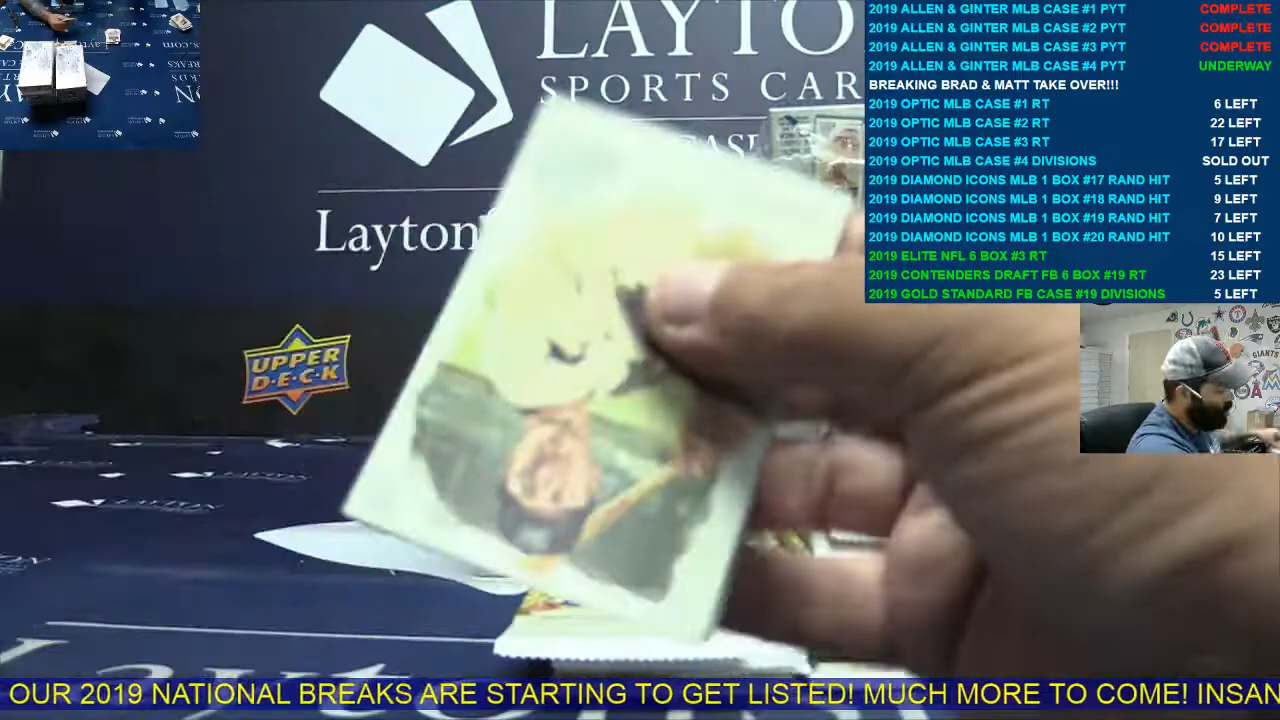 2019 ALLEN & GINTER MLB CASE #1 PYT COMPLETE
2019 ALLEN & GINTER MLB CASE #2 PYT COMPLETE
2019 ALLEN & GINTER MLB CASE #3 PYT COMPLETE
2019 ALLEN & GINTER MLB CASE #4 PYT UNDERWAY
BREAKING BRAD & MATT TAKE OVER!!!
2019 OPTIC MLB CASE #1 RT 6 LEFT
2019 OPTIC MLB CASE #2 RT 22 LEFT
2019 OPTIC MLB CASE #3 RT 17 LEFT
2019 OPTIC MLB CASE #4 DIVISIONS SOLD OUT
2019 DIAMOND ICONS MLB 1 BOX #17 RAND HIT 5 LEFT
2019 DIAMOND ICONS MLB 1 BOX #18 RAND HIT 9 LEFT
2019 DIAMOND ICONS MLB 1 BOX #19 RAND HIT 7 LEFT
2019 DIAMOND ICONS MLB 1 BOX #20 RAND HIT 10 LEFT
2019 ELITE NFL 6 BOX #3 RT 15 LEFT
2019 CONTENDERS DRAFT FB 6 BOX #19 RT 23 LEFT
2019 GOLD STANDARD FB CASE #19 DIVISIONS 5 LEFT
LAYTO
SPORTS CAR
Layton
UPPER
D·E·C·K
GIANTS
OUR 2019 NATIONAL BREAKS ARE STARTING TO GET LISTED! MUCH MORE TO COME! INSAN